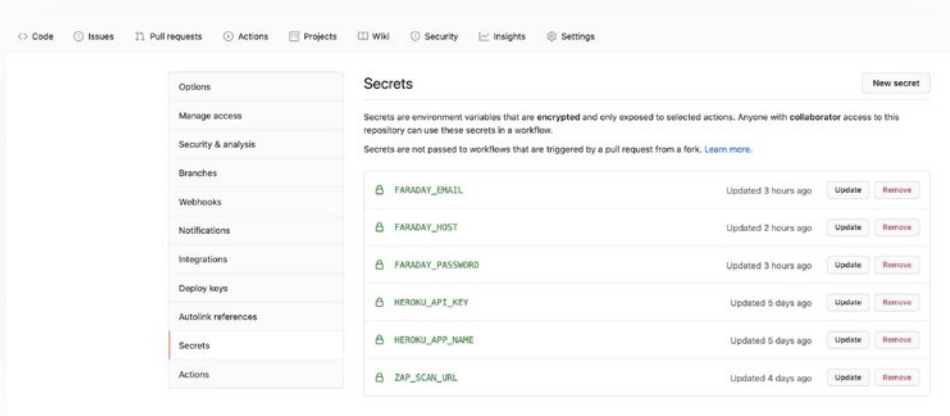 Code Issues Pull requests Actions Projects Wiki Security Insights Settings
Options
Manage access
Security & analysis
Branches
Webhooks
Notifications
Integrations
Deploy keys
Autolink references
Secrets
Actions
Secrets New secret
Secrets are environment variables that are encrypted and only exposed to selected actions. Anyone with collaborator access to this
repository can use these secrets in a workflow.
Secrets are not passed to workflows that are triggered by a pull request from a fork. Learn more.
FARADAY_EMAIL Updated 3 hours ago Update Remove
FARADAY_HOST Updated 2 hours ago Update Remove
FARADAY_PASSWORD Updated 3 hours ago Update Remove
HEROKU_API_KEY Updated 5 days ago Update Remove
HEROKU_APP_NAME Updated 5 days ago Update Remove
ZAP_SCAN_URL Updated 4 days ago Update Remove